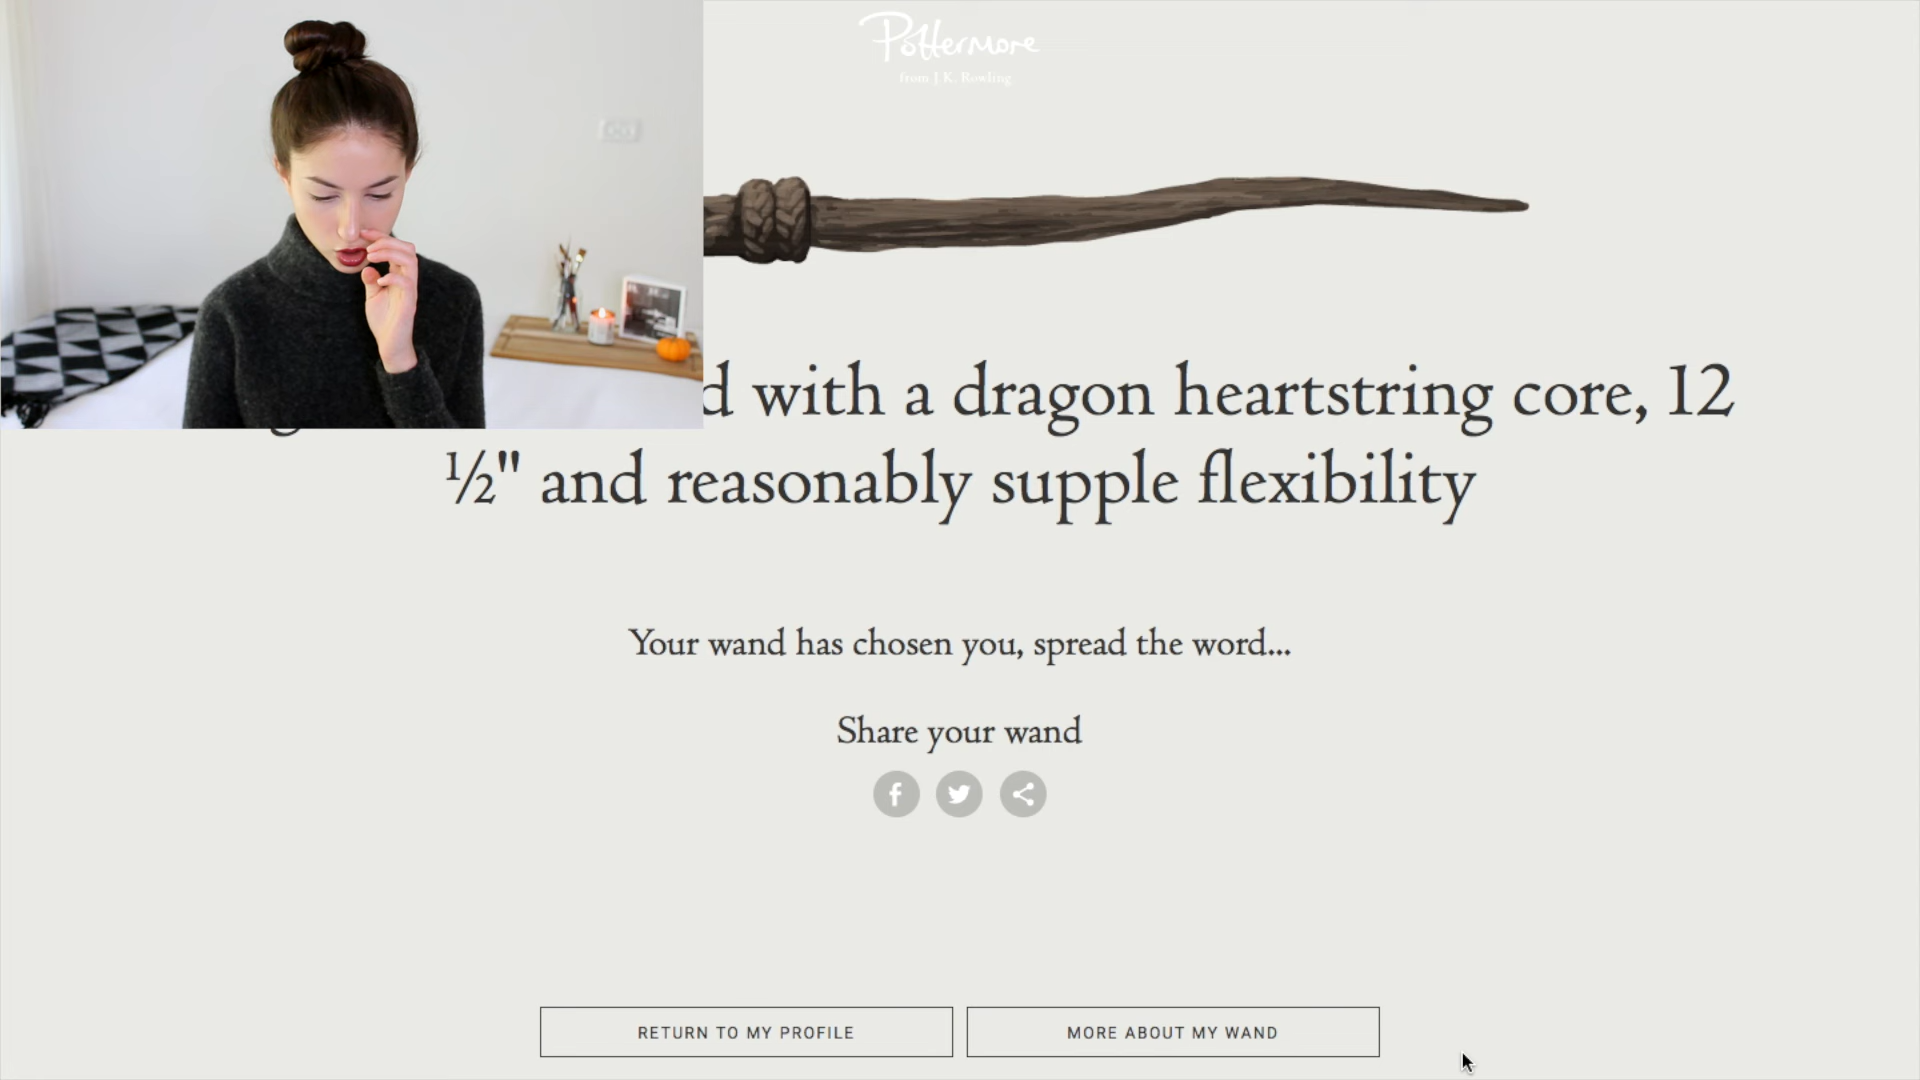 Pottermore
from J.K. Rowling
with a dragon heartstring core, 12
½" and reasonably supple flexibility
Your wand has chosen you, spread the word...
Share your wand
RETURN TO MY PROFILE
MORE ABOUT MY WAND